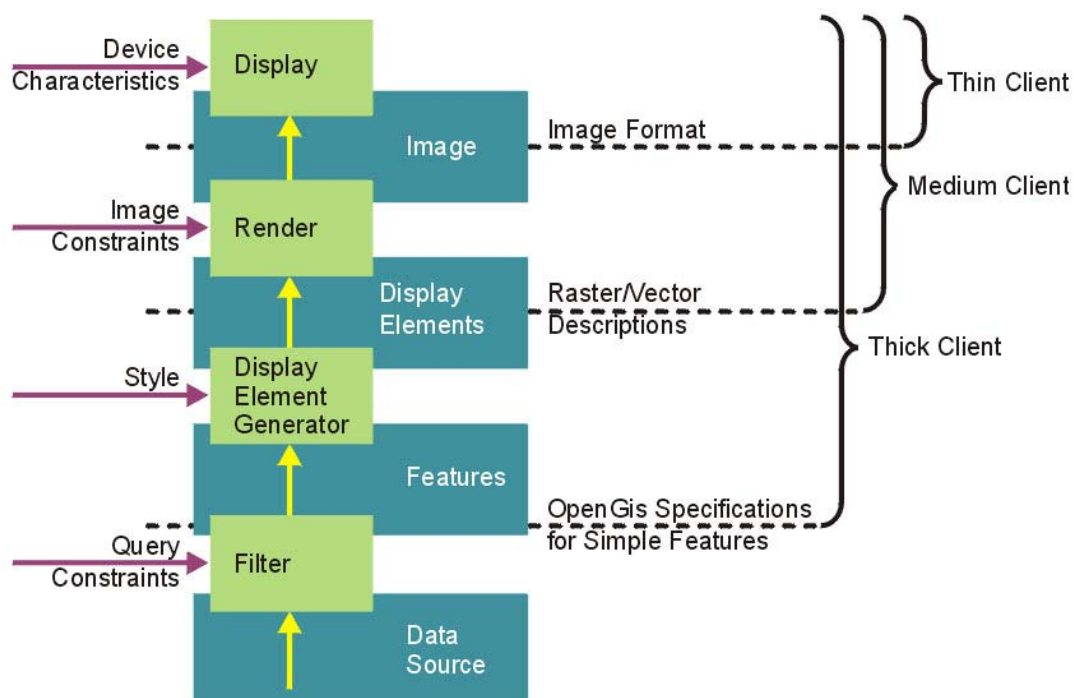 Device
Characteristics
Display
Thin Client
Image
Image Format
Medium Client
Image
Constraints
Render
Display
Elements
Raster/Vector
Descriptions
Thick Client
Style
Display
Element
Generator
Features
OpenGis Specifications
for Simple Features
Query
Constraints
Filter
Data
Source